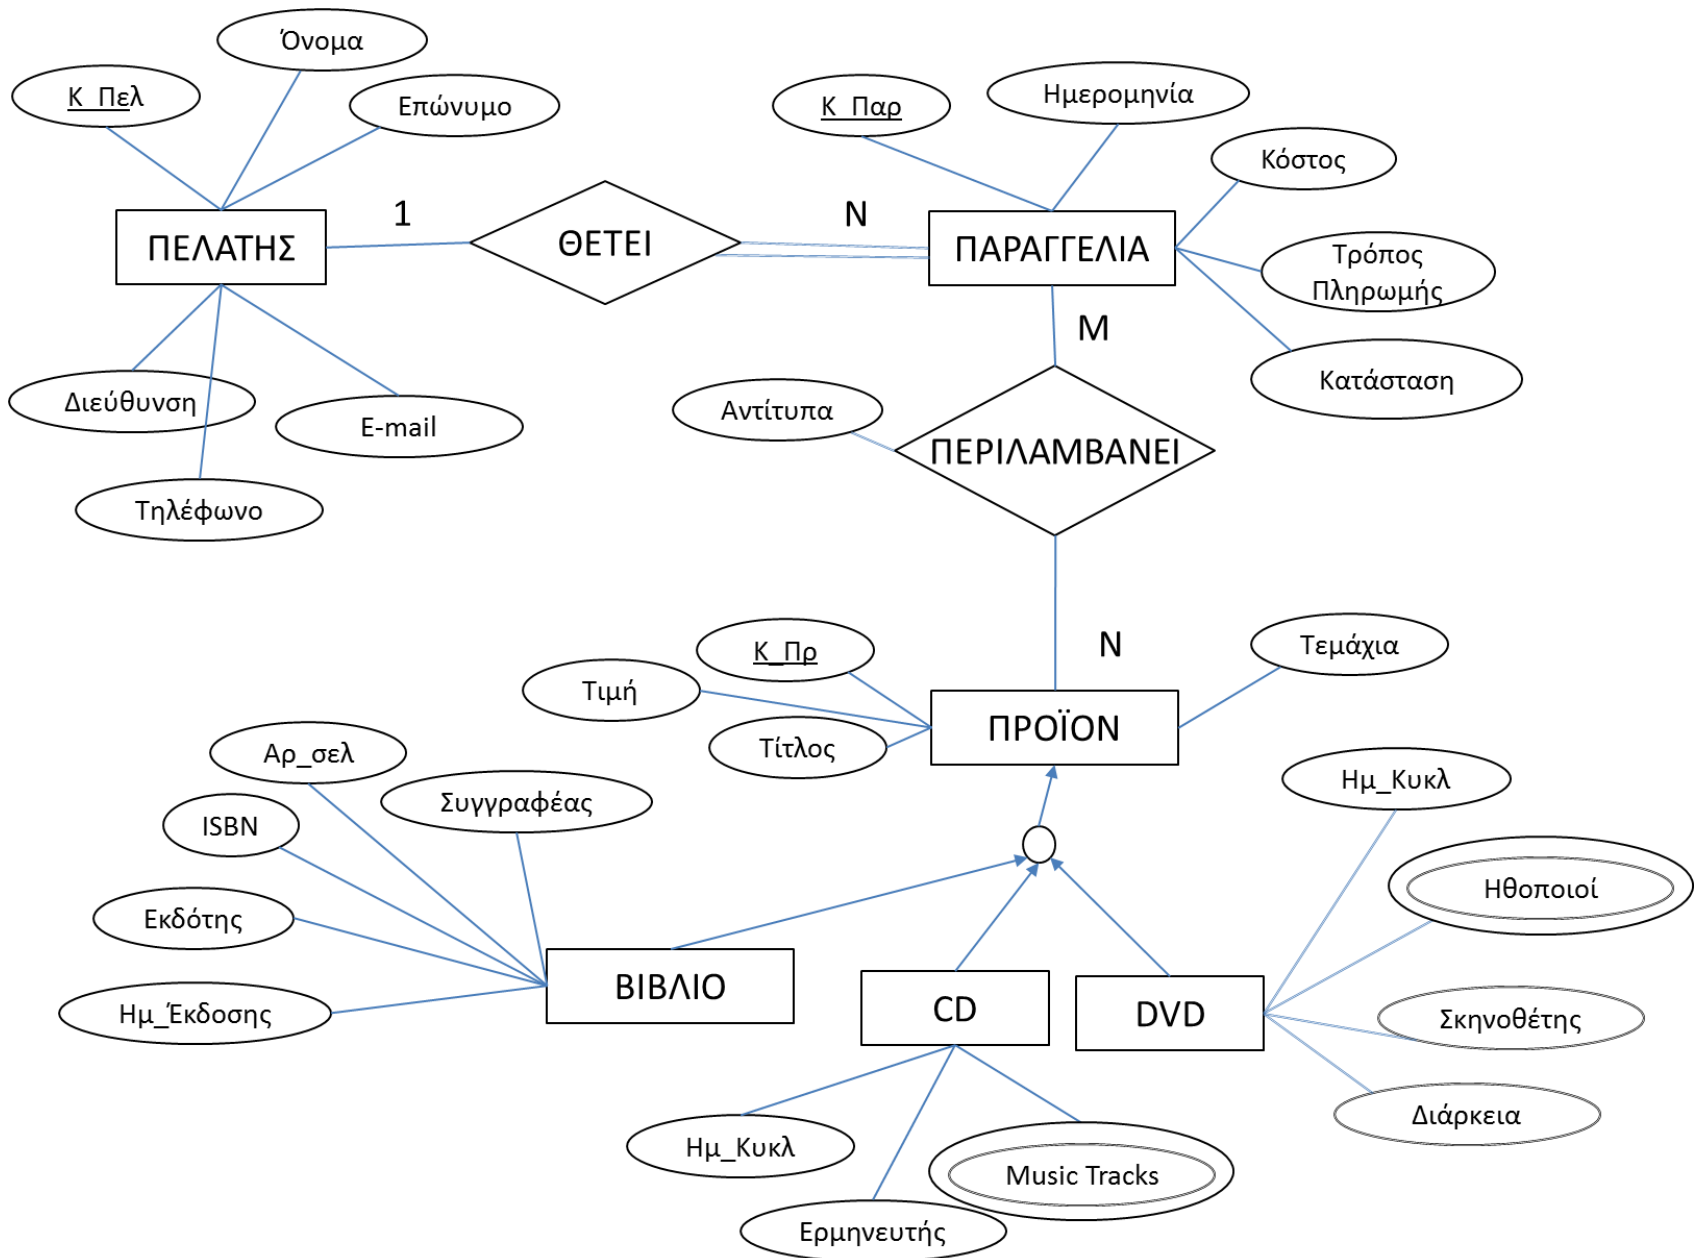 Όνομα
Κ_Πελ
Επώνυμο
Κ_Παρ
Ημερομηνία
Κόστος
ΠΕΛΑΤΗΣ
1
ΘΕΤΕΙ
Ν
ΠΑΡΑΓΓΕΛΙΑ
Τρόπος
Πληρωμής
Μ
Διεύθυνση
E-mail
Αντίτυπα
Κατάσταση
ΠΕΡΙΛΑΜΒΑΝΕΙ
Τηλέφωνο
Κ_Πρ
Ν
Τεμάχια
Τιμή
Τίτλος
ΠΡΟΪΟΝ
Αρ_σελ
Συγγραφέας
Ημ_Κυκλ
ISBN
Ηθοποιοί
Εκδότης
ΒΙΒΛΙΟ
CD
DVD
Ημ_Έκδοσης
Σκηνοθέτης
Διάρκεια
Ημ_Κυκλ
Music Tracks
Ερμηνευτής